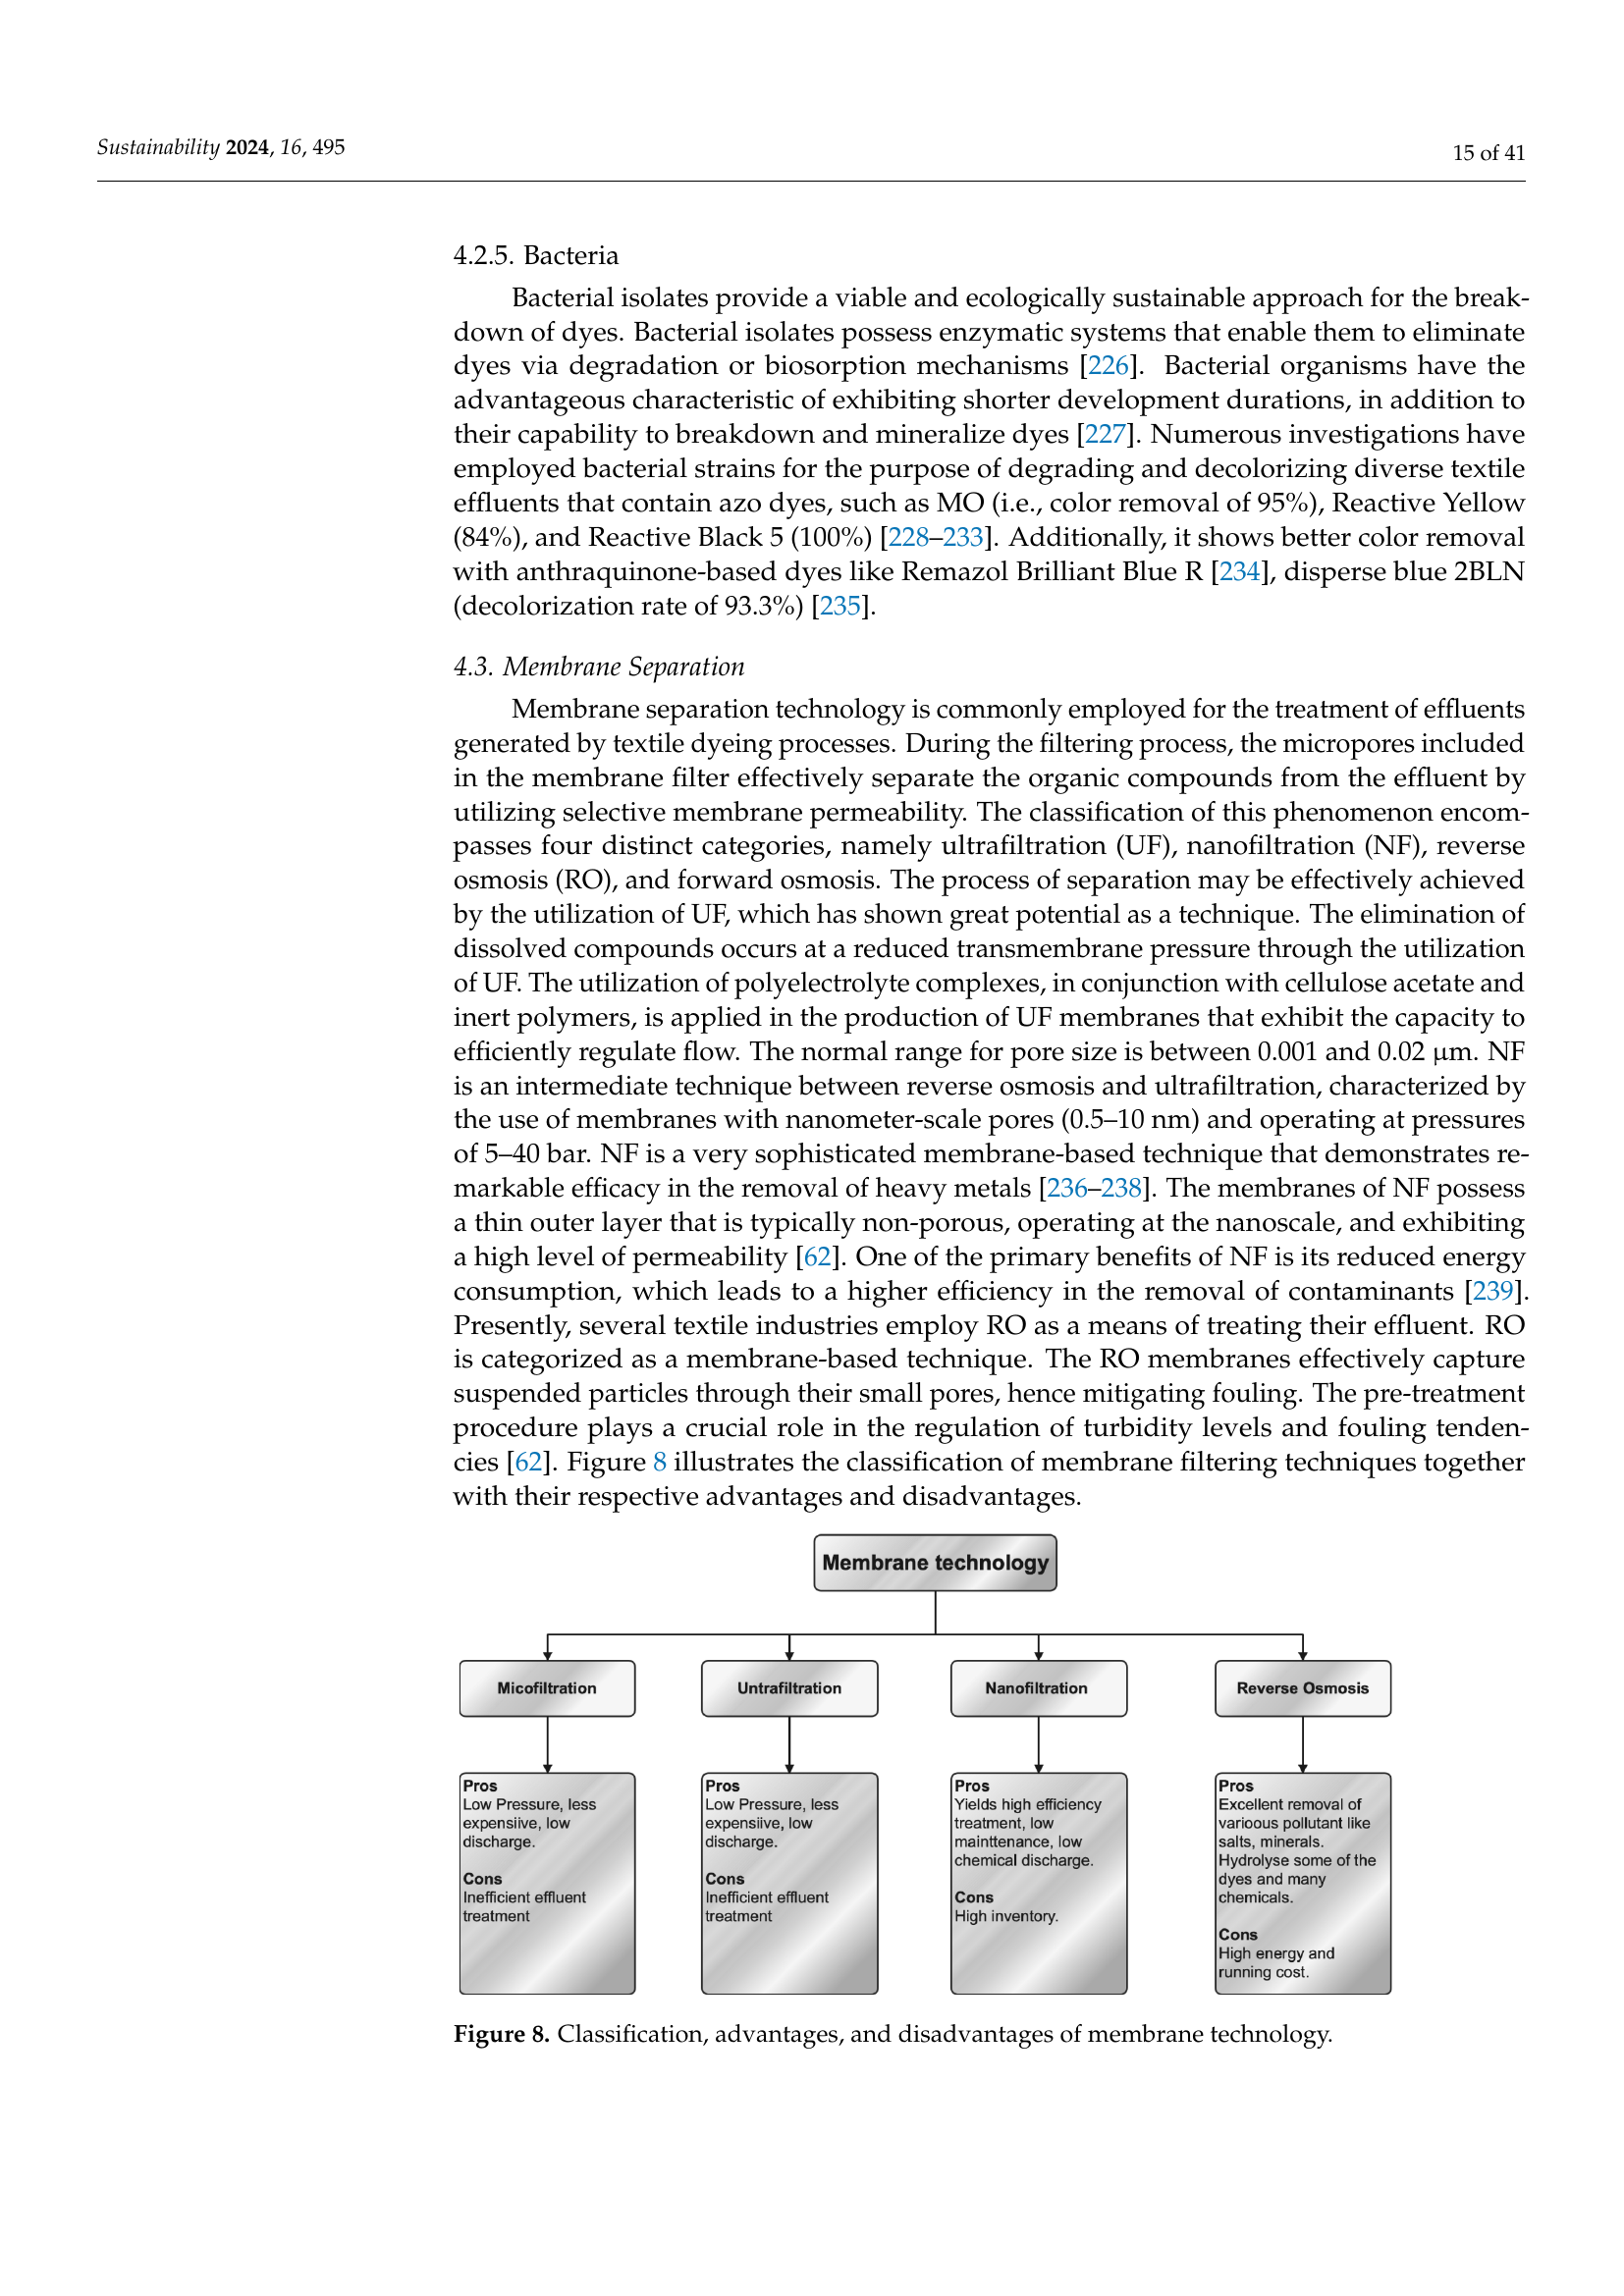 Sustainability 2024, 16, 495
15 of 41
4.2.5. Bacteria
Bacterial isolates provide a viable and ecologically sustainable approach for the break-
down of dyes. Bacterial isolates possess enzymatic systems that enable them to eliminate
dyes via degradation or biosorption mechanisms [226]. Bacterial organisms have the
advantageous characteristic of exhibiting shorter development durations, in addition to
their capability to breakdown and mineralize dyes [227]. Numerous investigations have
employed bacterial strains for the purpose of degrading and decolorizing diverse textile
effluents that contain azo dyes, such as MO (i.e., color removal of 95%), Reactive Yellow
(84%), and Reactive Black 5 (100%) [228–233]. Additionally, it shows better color removal
with anthraquinone-based dyes like Remazol Brilliant Blue R [234], disperse blue 2BLN
(decolorization rate of 93.3%) [235].
4.3. Membrane Separation
Membrane separation technology is commonly employed for the treatment of effluents
generated by textile dyeing processes. During the filtering process, the micropores included
in the membrane filter effectively separate the organic compounds from the effluent by
utilizing selective membrane permeability. The classification of this phenomenon encom-
passes four distinct categories, namely ultrafiltration (UF), nanofiltration (NF), reverse
osmosis (RO), and forward osmosis. The process of separation may be effectively achieved
by the utilization of UF, which has shown great potential as a technique. The elimination of
dissolved compounds occurs at a reduced transmembrane pressure through the utilization
of UF. The utilization of polyelectrolyte complexes, in conjunction with cellulose acetate and
inert polymers, is applied in the production of UF membranes that exhibit the capacity to
efficiently regulate flow. The normal range for pore size is between 0.001 and 0.02 μm. NF
is an intermediate technique between reverse osmosis and ultrafiltration, characterized by
the use of membranes with nanometer-scale pores (0.5–10 nm) and operating at pressures
of 5–40 bar. NF is a very sophisticated membrane-based technique that demonstrates re-
markable efficacy in the removal of heavy metals [236–238]. The membranes of NF possess
a thin outer layer that is typically non-porous, operating at the nanoscale, and exhibiting
a high level of permeability [62]. One of the primary benefits of NF is its reduced energy
consumption, which leads to a higher efficiency in the removal of contaminants [239].
Presently, several textile industries employ RO as a means of treating their effluent. RO
is categorized as a membrane-based technique. The RO membranes effectively capture
suspended particles through their small pores, hence mitigating fouling. The pre-treatment
procedure plays a crucial role in the regulation of turbidity levels and fouling tenden-
cies [62]. Figure 8 illustrates the classification of membrane filtering techniques together
with their respective advantages and disadvantages.
Membrane technology
Micofiltration
Untrafiltration
Nanofiltration
Reverse Osmosis
Pros
Low Pressure, less
expensiive, low
discharge.
Cons
Inefficient effluent
treatment
Pros
Low Pressure, less
expensiive, low
discharge.
Cons
Inefficient effluent
treatment
Pros
Yields high efficiency
treatment, low
mainttenance, low
chemical discharge.
Cons
High inventory.
Pros
Excellent removal of
varioous pollutant like
salts, minerals.
Hydrolyse some of the
dyes and many
chemicals.
Cons
High energy and
running cost.
Figure 8. Classification, advantages, and disadvantages of membrane technology.